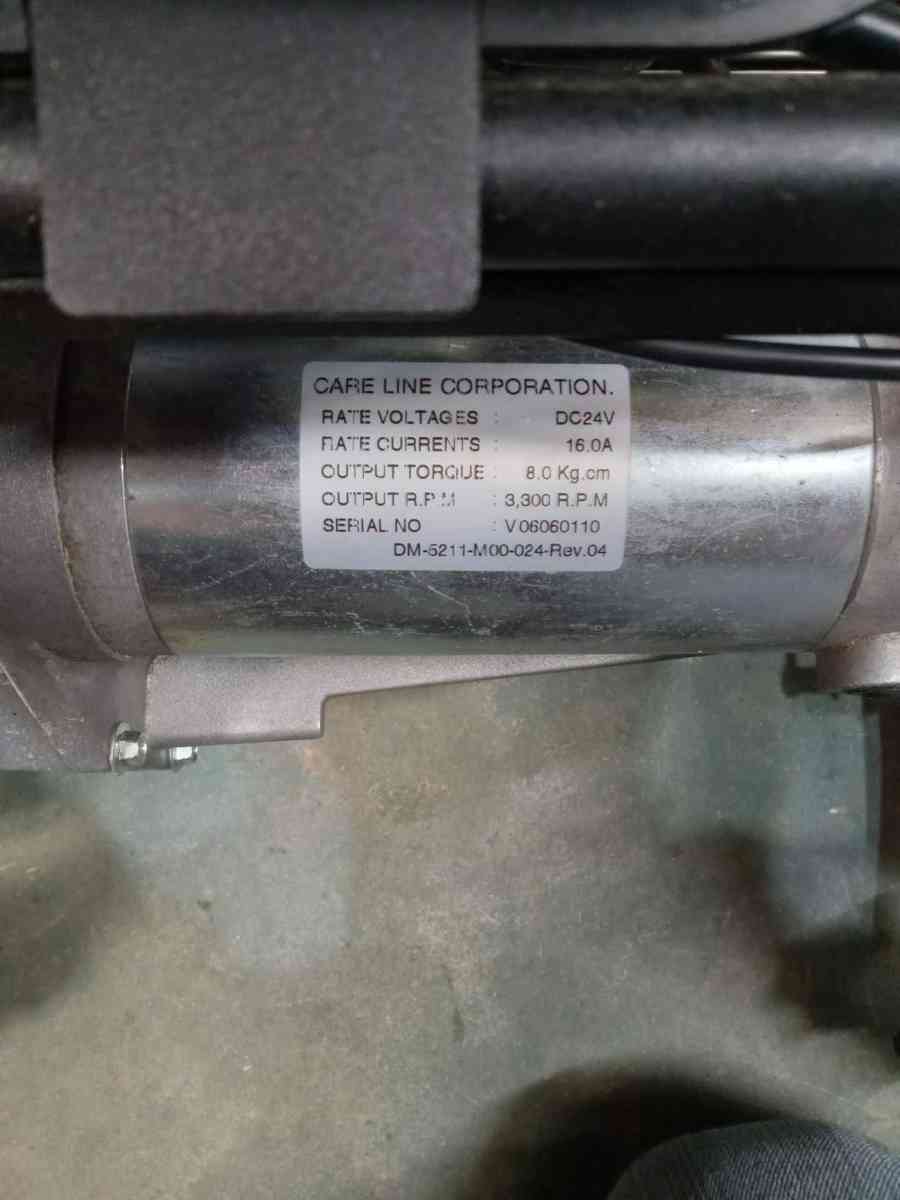 CARE LINE CORPORATION.
RATE VOLTAGES : DC24V
RATE CURRENTS : 16.0A
OUTPUT TORQUE : 8.0 Kg.cm
OUTPUT R.P.M : 3,300 R.P.M
SERIAL NO : V06060110
DM-5211-M00-024-Rev.04